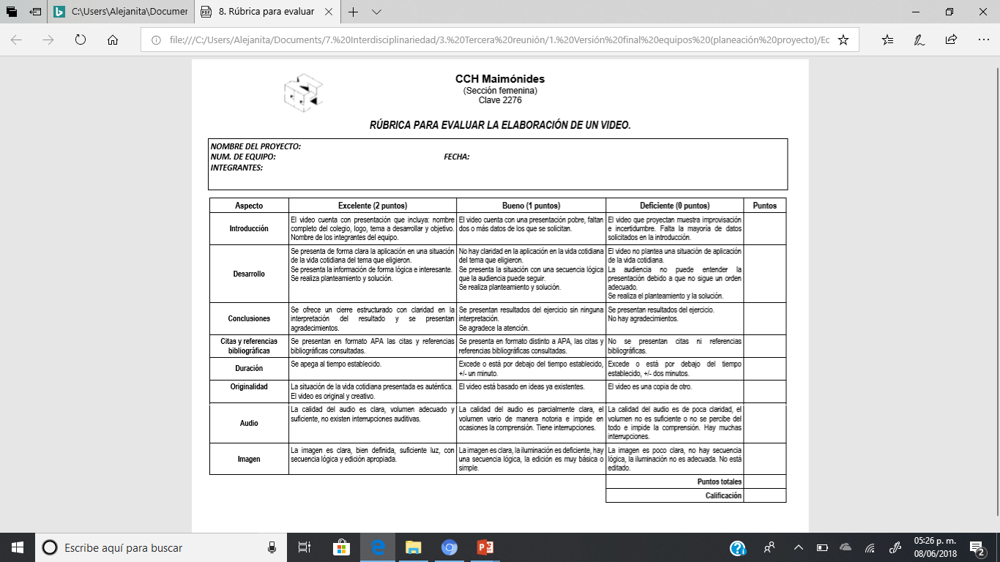 C:\Users\Alejanita\Documer
8. Rúbrica para evaluar
file:///C:/Users/Alejanita/Documents/7.%20Interdisciplinariedad/3.%20Tercera%20reunión/1.%20Versión%20final%20equipos%20(planeación%20proyecto)/Ec
CCH Maimónides
(Sección femenina)
Clave 2276
RÚBRICA PARA EVALUAR LA ELABORACIÓN DE UN VIDEO.
NOMBRE DEL PROYECTO:
NUM. DE EQUIPO: FECHA:
INTEGRANTES:
Aspecto Excelente (2 puntos) Bueno (1 puntos) Deficiente (0 puntos) Puntos
Introducción
El video cuenta con presentación que incluya: nombre
completo del colegio, logo, tema a desarrollar y objetivo.
Nombre de los integrantes del equipo.
El video cuenta con una presentación pobre, faltan
dos o más datos de los que se solicitan.
El video que proyectan muestra improvisación
e incertidumbre. Falta la mayoría de datos
solicitados en la introducción.
Desarrollo
Se presenta de forma clara la aplicación en una situación
de la vida cotidiana del tema que eligieron.
Se presenta la información de forma lógica e interesante.
Se realiza planteamiento y solución.
No hay claridad en la aplicación en la vida cotidiana
del tema que eligieron.
Se presenta la situación con una secuencia lógica
que la audiencia puede seguir.
Se realiza planteamiento y solución.
El video no plantea una situación de aplicación
de la vida cotidiana.
La audiencia no puede entender la
presentación debido a que no sigue un orden
adecuado.
Se realiza el planteamiento y la solución.
Conclusiones
Se ofrece un cierre estructurado con claridad en la
interpretación del resultado y se presentan
agradecimientos.
Se presentan resultados del ejercicio sin ninguna
interpretación.
Se agradece la atención.
Se presentan resultados del ejercicio.
No hay agradecimientos.
Citas y referencias
bibliográficas
Se presentan en formato APA las citas y referencias
bibliográficas consultadas.
Se presenta en formato distinto a APA, las citas y
referencias bibliográficas consultadas.
No se presentan citas ni referencias
bibliográficas.
Duración
Se apega al tiempo establecido.
Excede o está por debajo del tiempo establecido,
+/- un minuto.
Excede o está por debajo del tiempo
establecido, +/- dos minutos.
Originalidad
La situación de la vida cotidiana presentada es auténtica.
El video es original y creativo.
El video está basado en ideas ya existentes.
El video es una copia de otro.
Audio
La calidad del audio es clara, volumen adecuado y
suficiente, no existen interrupciones auditivas.
La calidad del audio es parcialmente clara, el
volumen vario de manera notoria e impide en
ocasiones la comprensión. Tiene interrupciones.
La calidad del audio es de poca claridad, el
volumen no es suficiente o no se percibe del
todo e impide la comprensión. Hay muchas
interrupciones.
Imagen
La imagen es clara, bien definida, suficiente luz, con
secuencia lógica y edición apropiada.
La imagen es clara, la iluminación es deficiente, hay
una secuencia lógica, la edición es muy básica o
simple.
La imagen es poco clara, no hay secuencia
lógica, la iluminación no es adecuada. No está
editado.
Puntos totales
Calificación
Escribe aquí para buscar
05:26 p. m.
08/06/2018
2